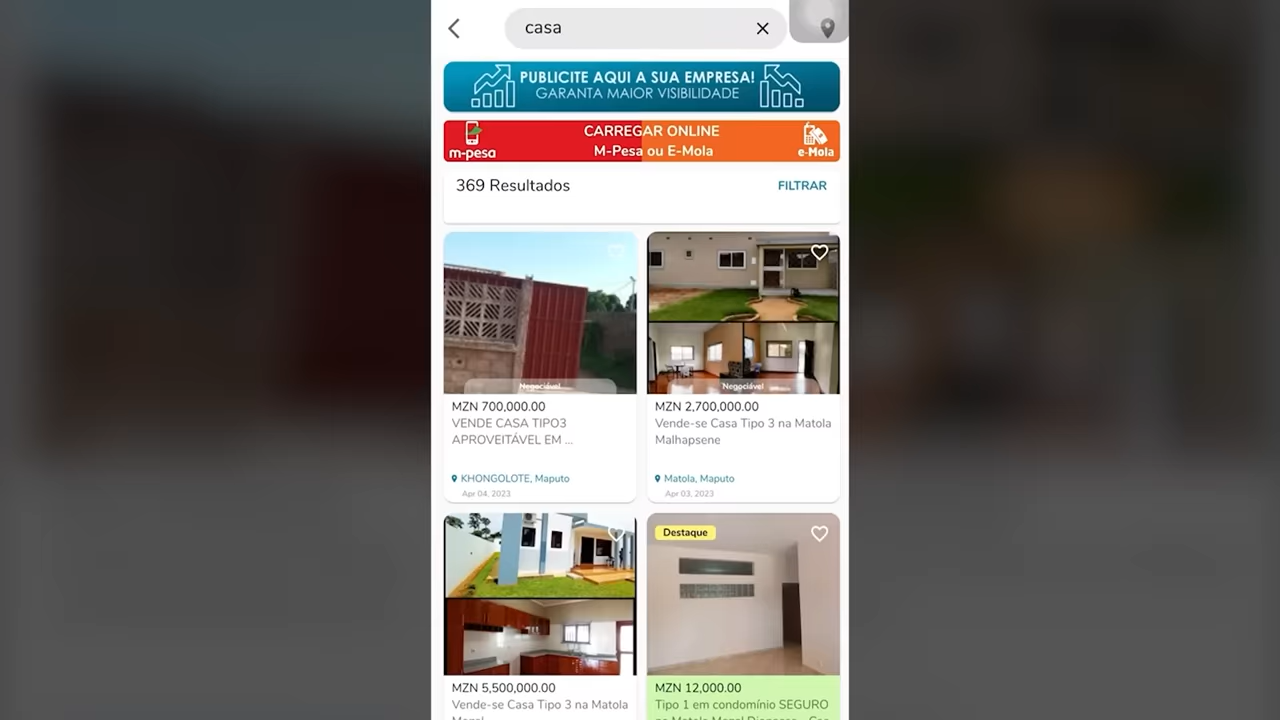 casa
PUBLICITE AQUI A SUA EMPRESA!
GARANTA MAIOR VISIBILIDADE
m-pesa
CARREGAR ONLINE
M-Pesa ou E-Mola
e-Mola
369 Resultados
FILTRAR
Negociável
MZN 700,000.00
VENDE CASA TIPO3
APROVEITÁVEL EM ...
KHONGOLOTE, Maputo
Apr 04, 2023
Negociável
MZN 2,700,000.00
Vende-se Casa Tipo 3 na Matola
Malhapsene
Matola, Maputo
Apr 03, 2023
MZN 5,500,000.00
Vende-se Casa Tipo 3 na Matola
Destaque
MZN 12,000.00
Tipo 1 em condomínio SEGURO